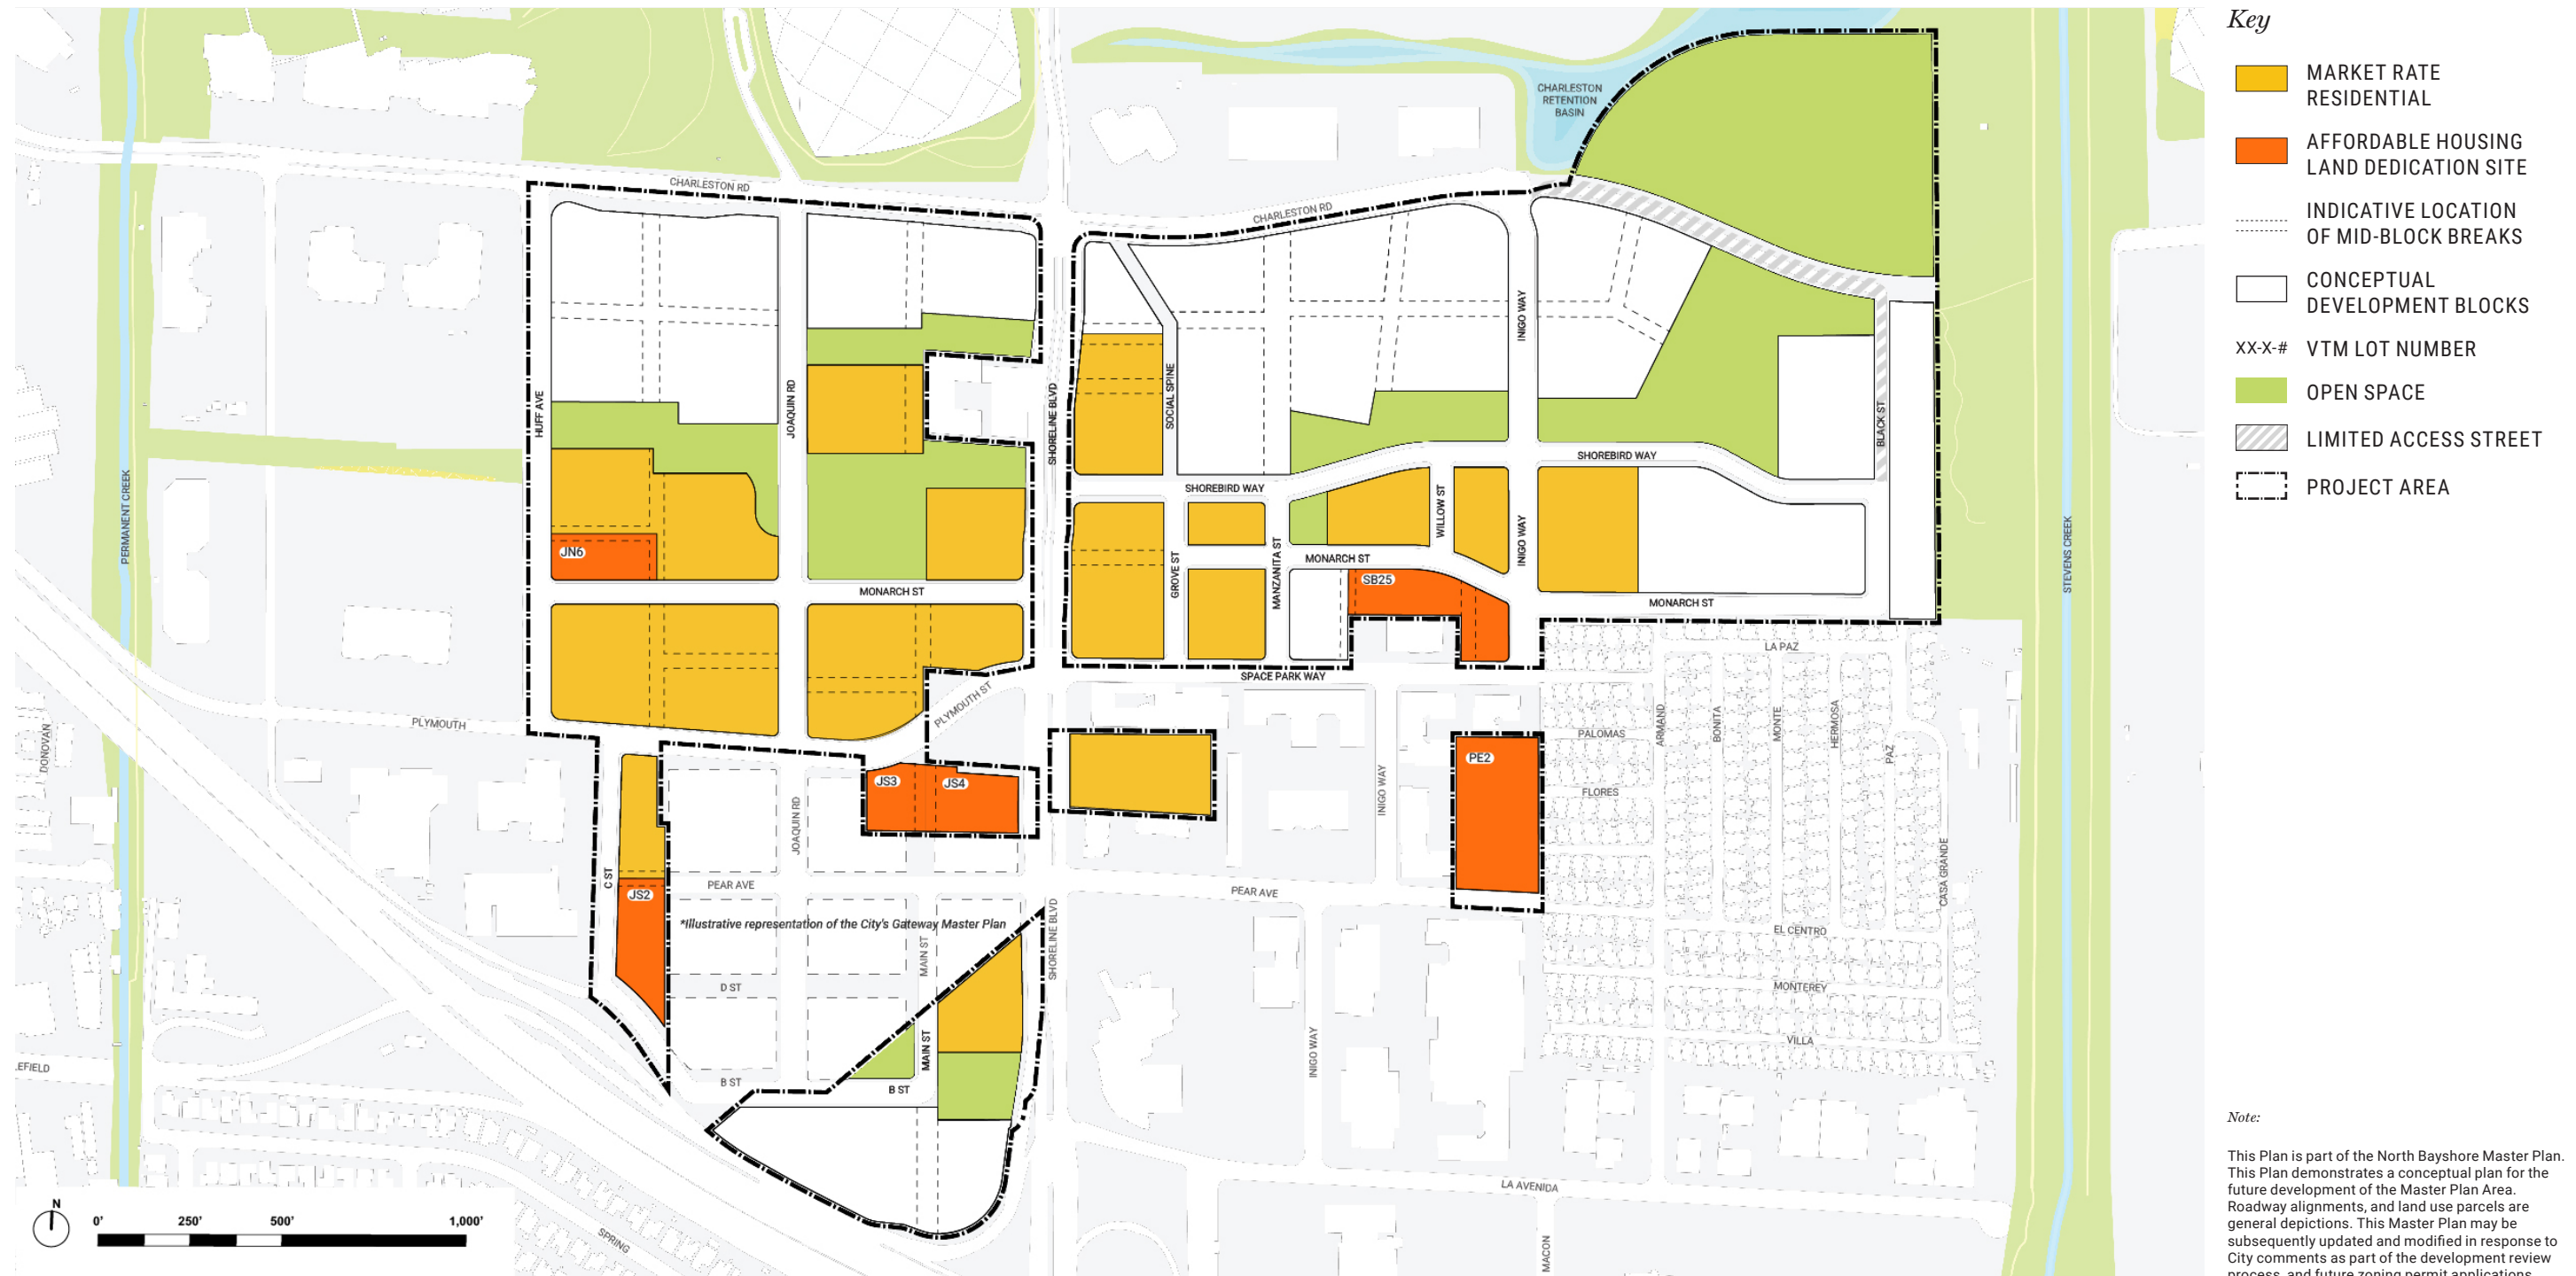 Key
MARKET RATE
RESIDENTIAL
AFFORDABLE HOUSING
LAND DEDICATION SITE
INDICATIVE LOCATION
OF MID-BLOCK BREAKS
CONCEPTUAL
DEVELOPMENT BLOCKS
XX-X-# VTM LOT NUMBER
OPEN SPACE
LIMITED ACCESS STREET
PROJECT AREA
CHARLESTON
RETENTION
BASIN
CHARLESTON RD
CHARLESTON RD
HUFF AVE
JOAQUIN RD
SHORELINE BLVD
SOCIAL SPINE
INIGO WAY
BLACK ST
PERMANENT CREEK
STEVENS CREEK
SHOREBIRD WAY
SHOREBIRD WAY
WILLOW ST
INIGO WAY
GROVE ST
MANZANITA ST
MONARCH ST
JN6
SB25
MONARCH ST
MONARCH ST
LA PAZ
SPACE PARK WAY
PLYMOUTH ST
PLYMOUTH
DONOVAN
PALOMAS
ARMAND
BONITA
MONTE
HERMOSA
PAZ
PE2
JS3
JS4
FLORES
JOAQUIN RD
INIGO WAY
C ST
JS2
PEAR AVE
PEAR AVE
CASA GRANDE
*Illustrative representation of the City's Gateway Master Plan
MAIN ST
SHORELINE BLVD
EL CENTRO
D ST
MONTEREY
MAIN ST
INIGO WAY
VILLA
LEFIELD
B ST
B ST
LA AVENIDA
SPRING
MACON
N
0' 250' 500' 1,000'
Note:
This Plan is part of the North Bayshore Master Plan.
This Plan demonstrates a conceptual plan for the
future development of the Master Plan Area.
Roadway alignments, and land use parcels are
general depictions. This Master Plan may be
subsequently updated and modified in response to
City comments as part of the development review
process, and future zoning permit applications